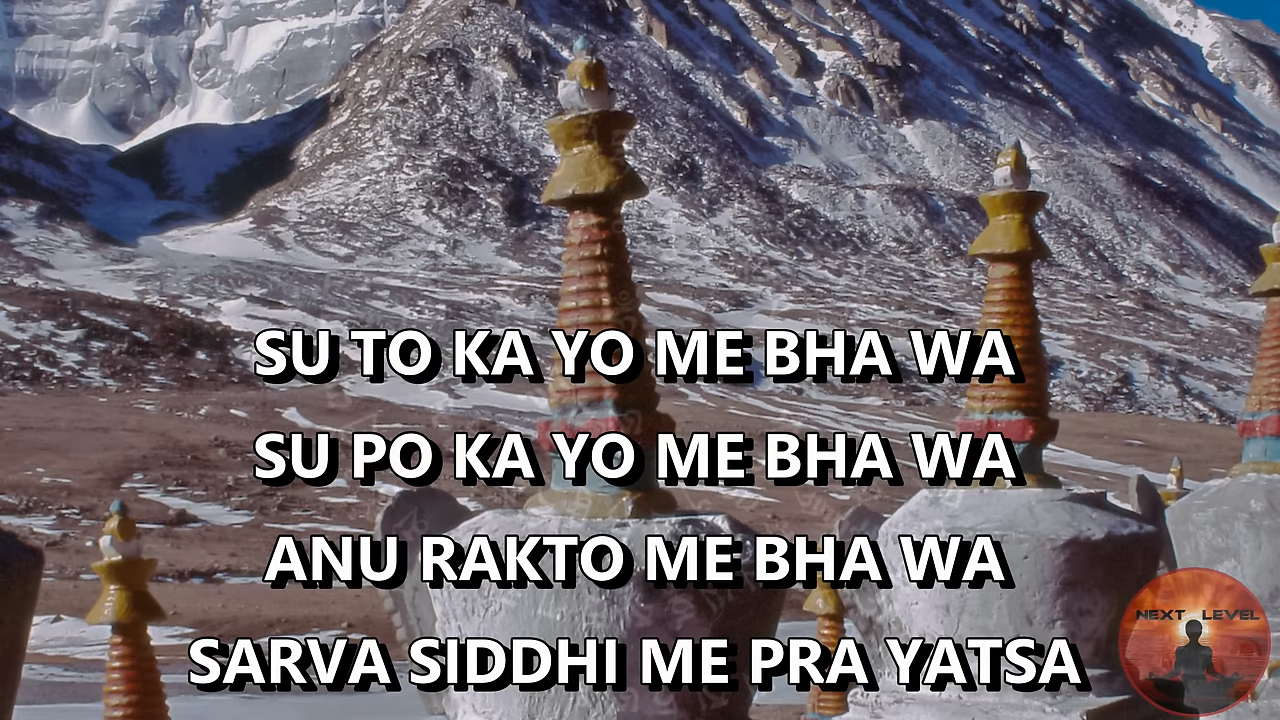 SU TO KA YO ME BHA WA
SU PO KA YO ME BHA WA
ANU RAKTO ME BHA WA
SARVA SIDDHI ME PRA YATSA
NEXT LEVEL